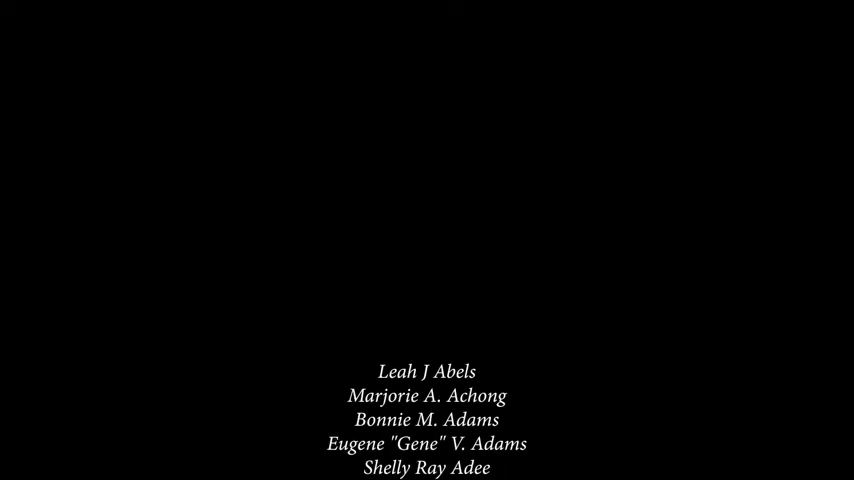 Leah J Abels
Marjorie A. Achong
Bonnie M. Adams
Eugene "Gene" V. Adams
Shelly Ray Adee